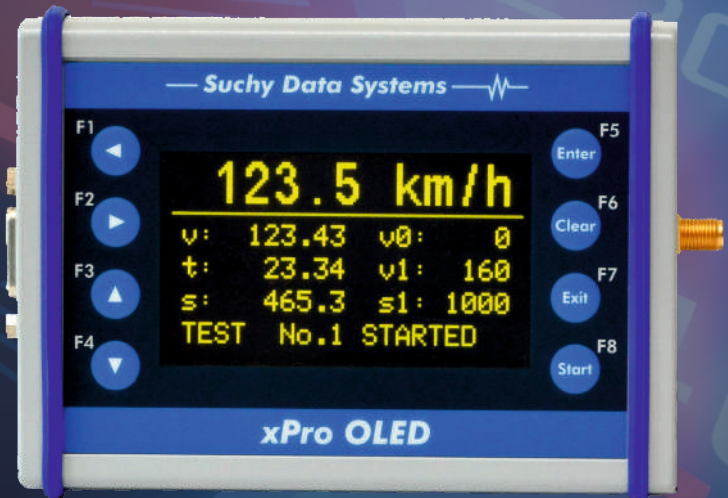 Suchy Data Systems
F1
F2
F3
F4
123.5 km/h
v: 123.43 v0: 0
t: 23.34 v1: 160
s: 465.3 s1: 1000
TEST No.1 STARTED
F5
Enter
F6
Clear
F7
Exit
F8
Start
xPro OLED